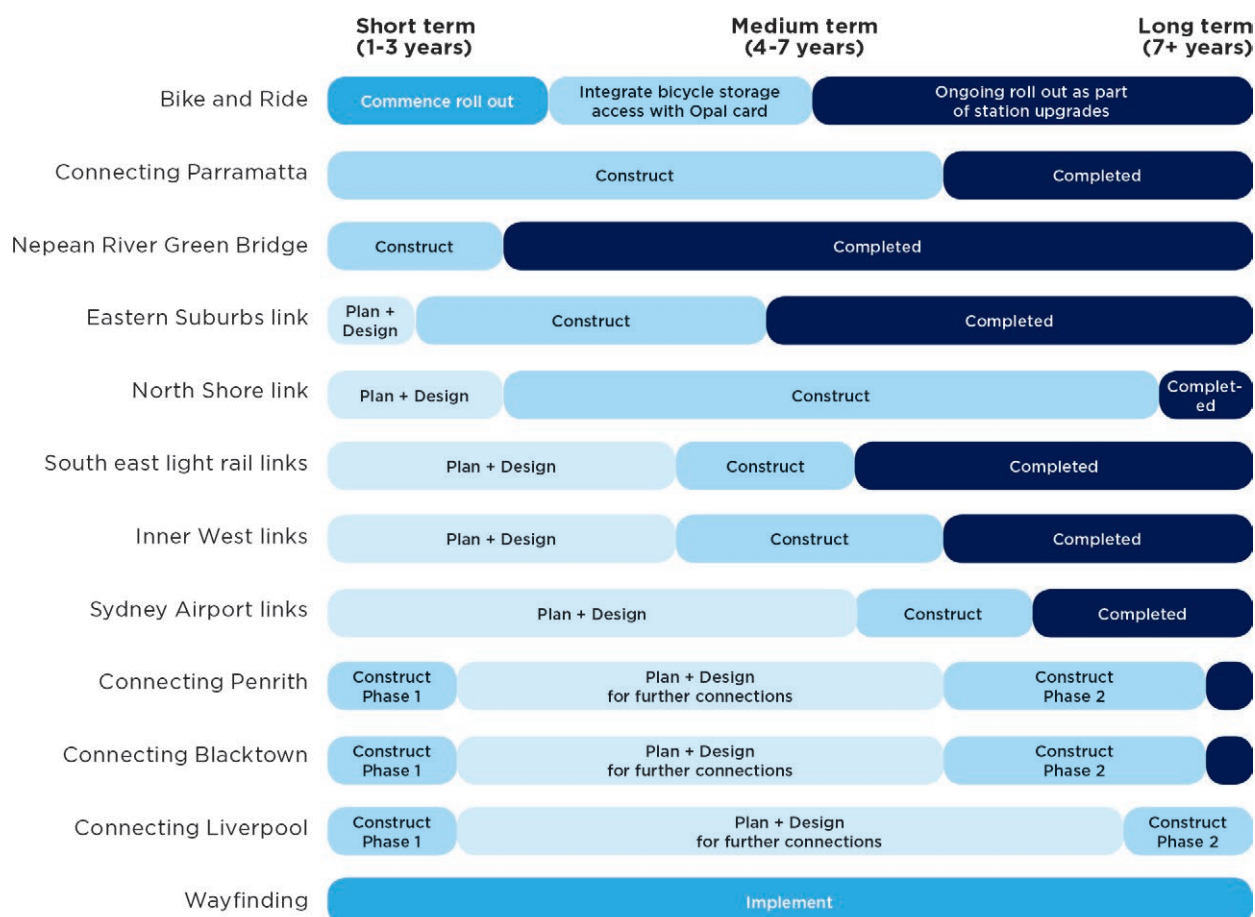 Short term
(1-3 years)
Medium term
(4-7 years)
Long term
(7+ years)
Bike and Ride
Commence roll out
Integrate bicycle storage
access with Opal card
Ongoing roll out as part
of station upgrades
Connecting Parramatta
Construct
Completed
Nepean River Green Bridge
Construct
Completed
Eastern Suburbs link
Plan +
Design
Construct
Completed
North Shore link
Plan + Design
Construct
Complet-
ed
South east light rail links
Plan + Design
Construct
Completed
Inner West links
Plan + Design
Construct
Completed
Sydney Airport links
Plan + Design
Construct
Completed
Connecting Penrith
Construct
Phase 1
Plan + Design
for further connections
Construct
Phase 2
Connecting Blacktown
Construct
Phase 1
Plan + Design
for further connections
Construct
Phase 2
Connecting Liverpool
Construct
Phase 1
Plan + Design
for further connections
Construct
Phase 2
Wayfinding
Implement